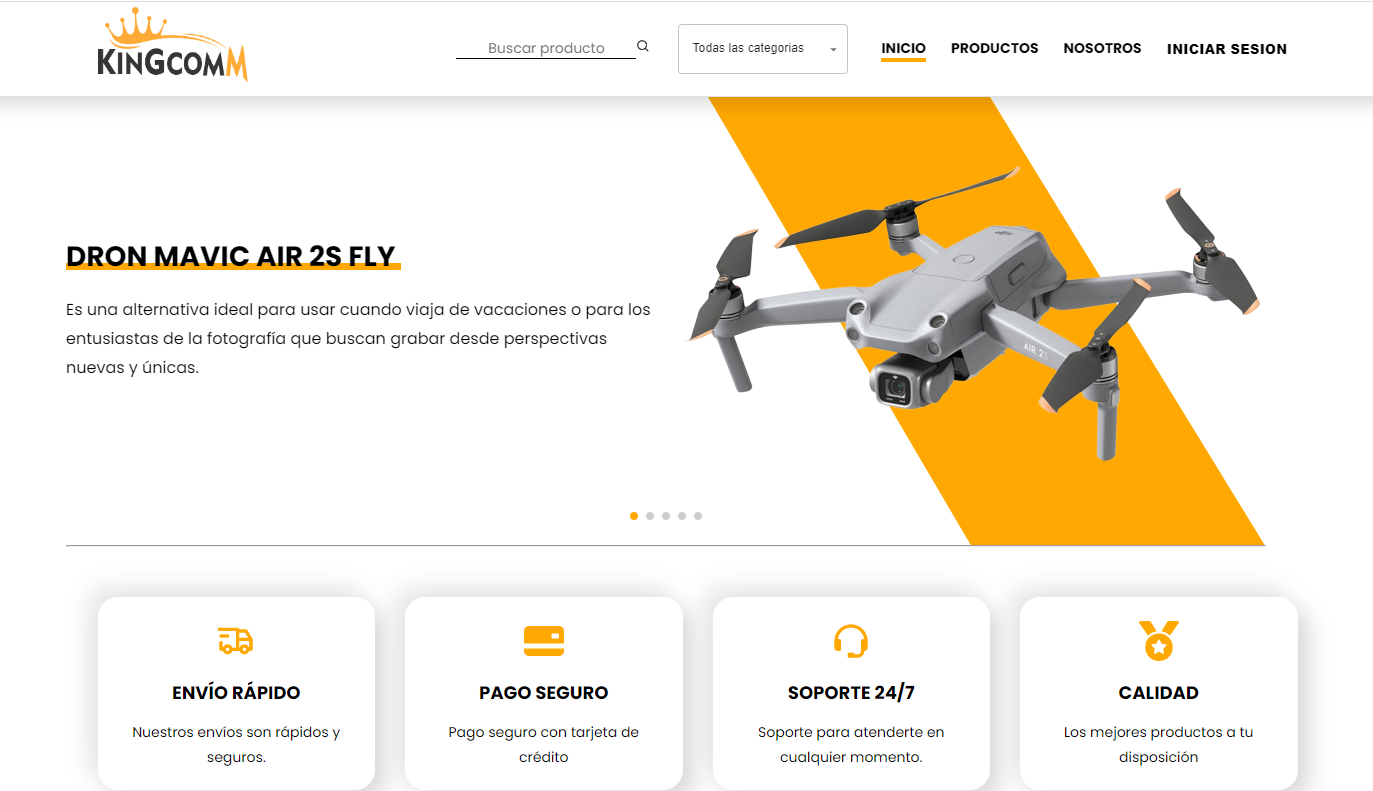 KINGCOMM
Buscar producto
Todas las categorias
INICIO
PRODUCTOS
NOSOTROS
INICIAR SESION
DRON MAVIC AIR 2S FLY
Es una alternativa ideal para usar cuando viaja de vacaciones o para los
entusiastas de la fotografía que buscan grabar desde perspectivas
nuevas y únicas.
AIR 2S
ENVÍO RÁPIDO
Nuestros envíos son rápidos y
seguros.
PAGO SEGURO
Pago seguro con tarjeta de
crédito
SOPORTE 24/7
Soporte para atenderte en
cualquier momento.
CALIDAD
Los mejores productos a tu
disposición